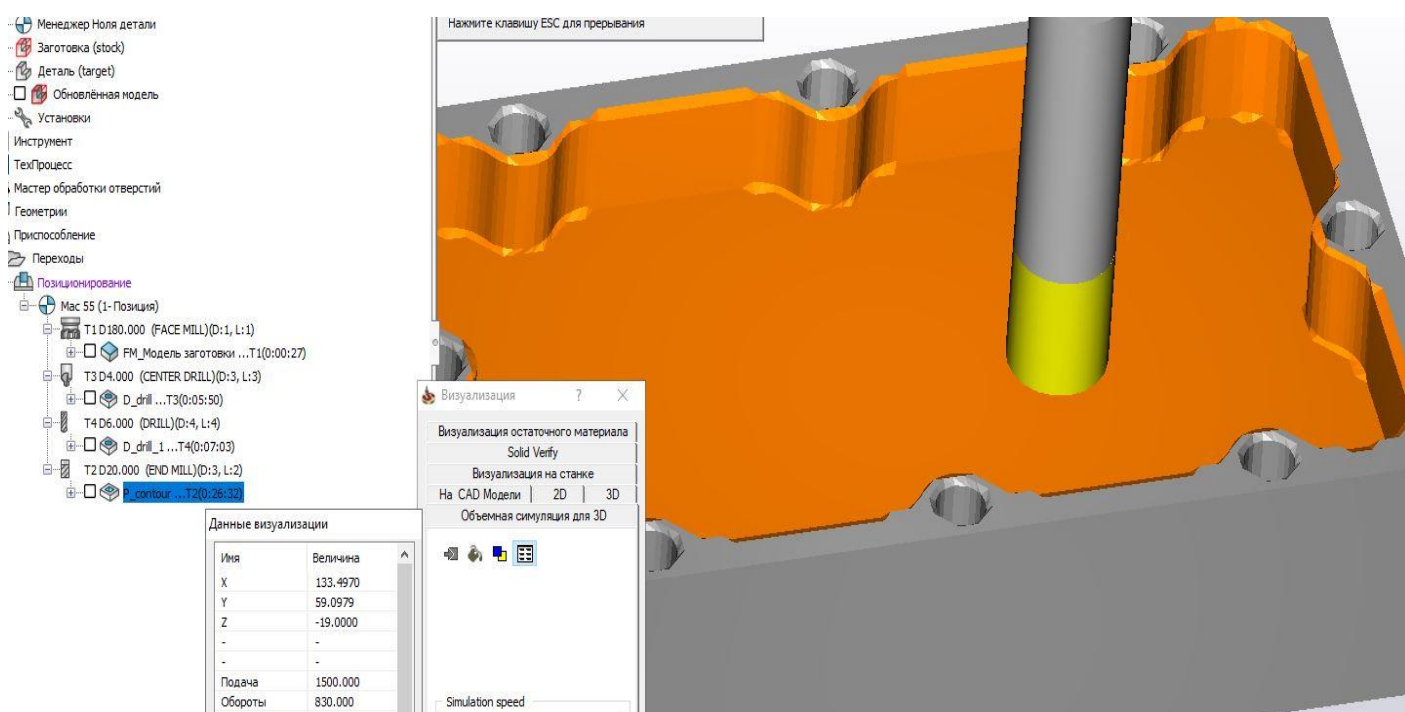 Менеджер Ноля детали
Заготовка (stock)
Деталь (target)
Обновлённая модель
Установки
Инструмент
ТехПроцесс
Мастер обработки отверстий
Геометрии
Приспособление
Переходы
Позиционирование
Mac 55 (1- Позиция)
T1 D180.000 (FACE MILL)(D:1, L:1)
FM_Модель заготовки ...T1(0:00:27)
T3 D4.000 (CENTER DRILL)(D:3, L:3)
D_drill ...T3(0:05:50)
T4 D6.000 (DRILL)(D:4, L:4)
D_drill_1 ...T4(0:07:03)
T2 D20.000 (END MILL)(D:3, L:2)
P_contour ...T2(0:26:32)
Нажмите клавишу ESC для прерывания
Данные визуализации
Имя Величина
X 133.4970
Y 59.0979
Z -19.0000
- -
- -
Подача 1500.000
Обороты 830.000
Визуализация ? X
Визуализация остаточного материала
Solid Verify
Визуализация на станке
На CAD Модели 2D 3D
Объемная симуляция для 3D
Simulation speed